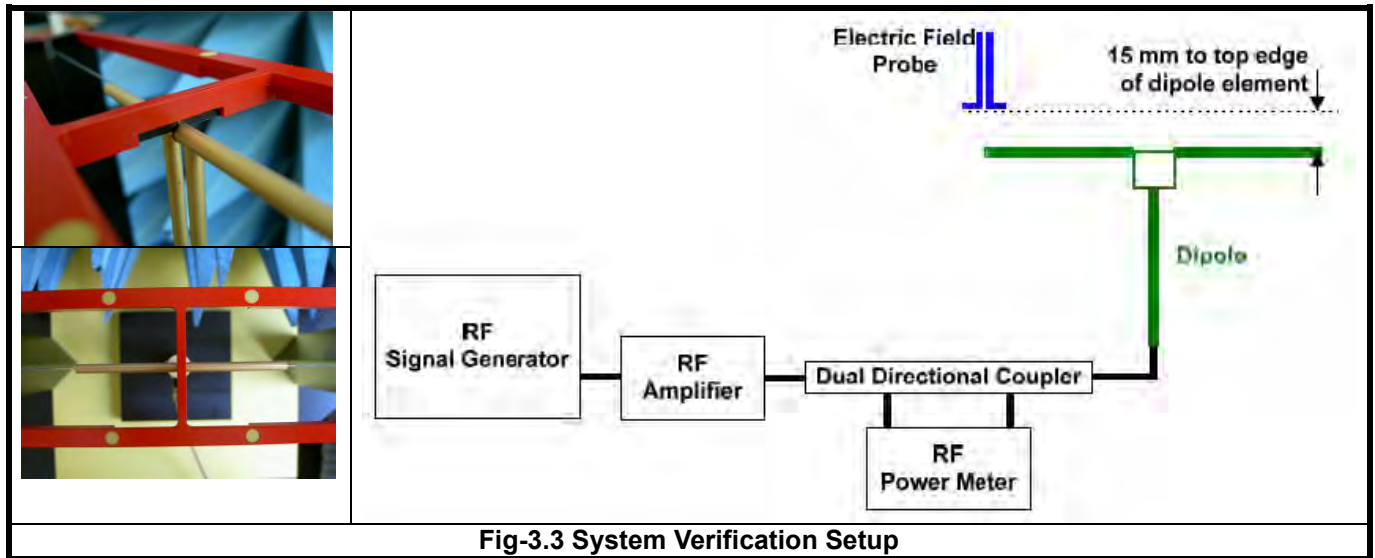 Electric Field
Probe
15 mm to top edge
of dipole element
Dipole
RF
Signal Generator
RF
Amplifier
Dual Directional Coupler
RF
Power Meter
Fig-3.3 System Verification Setup